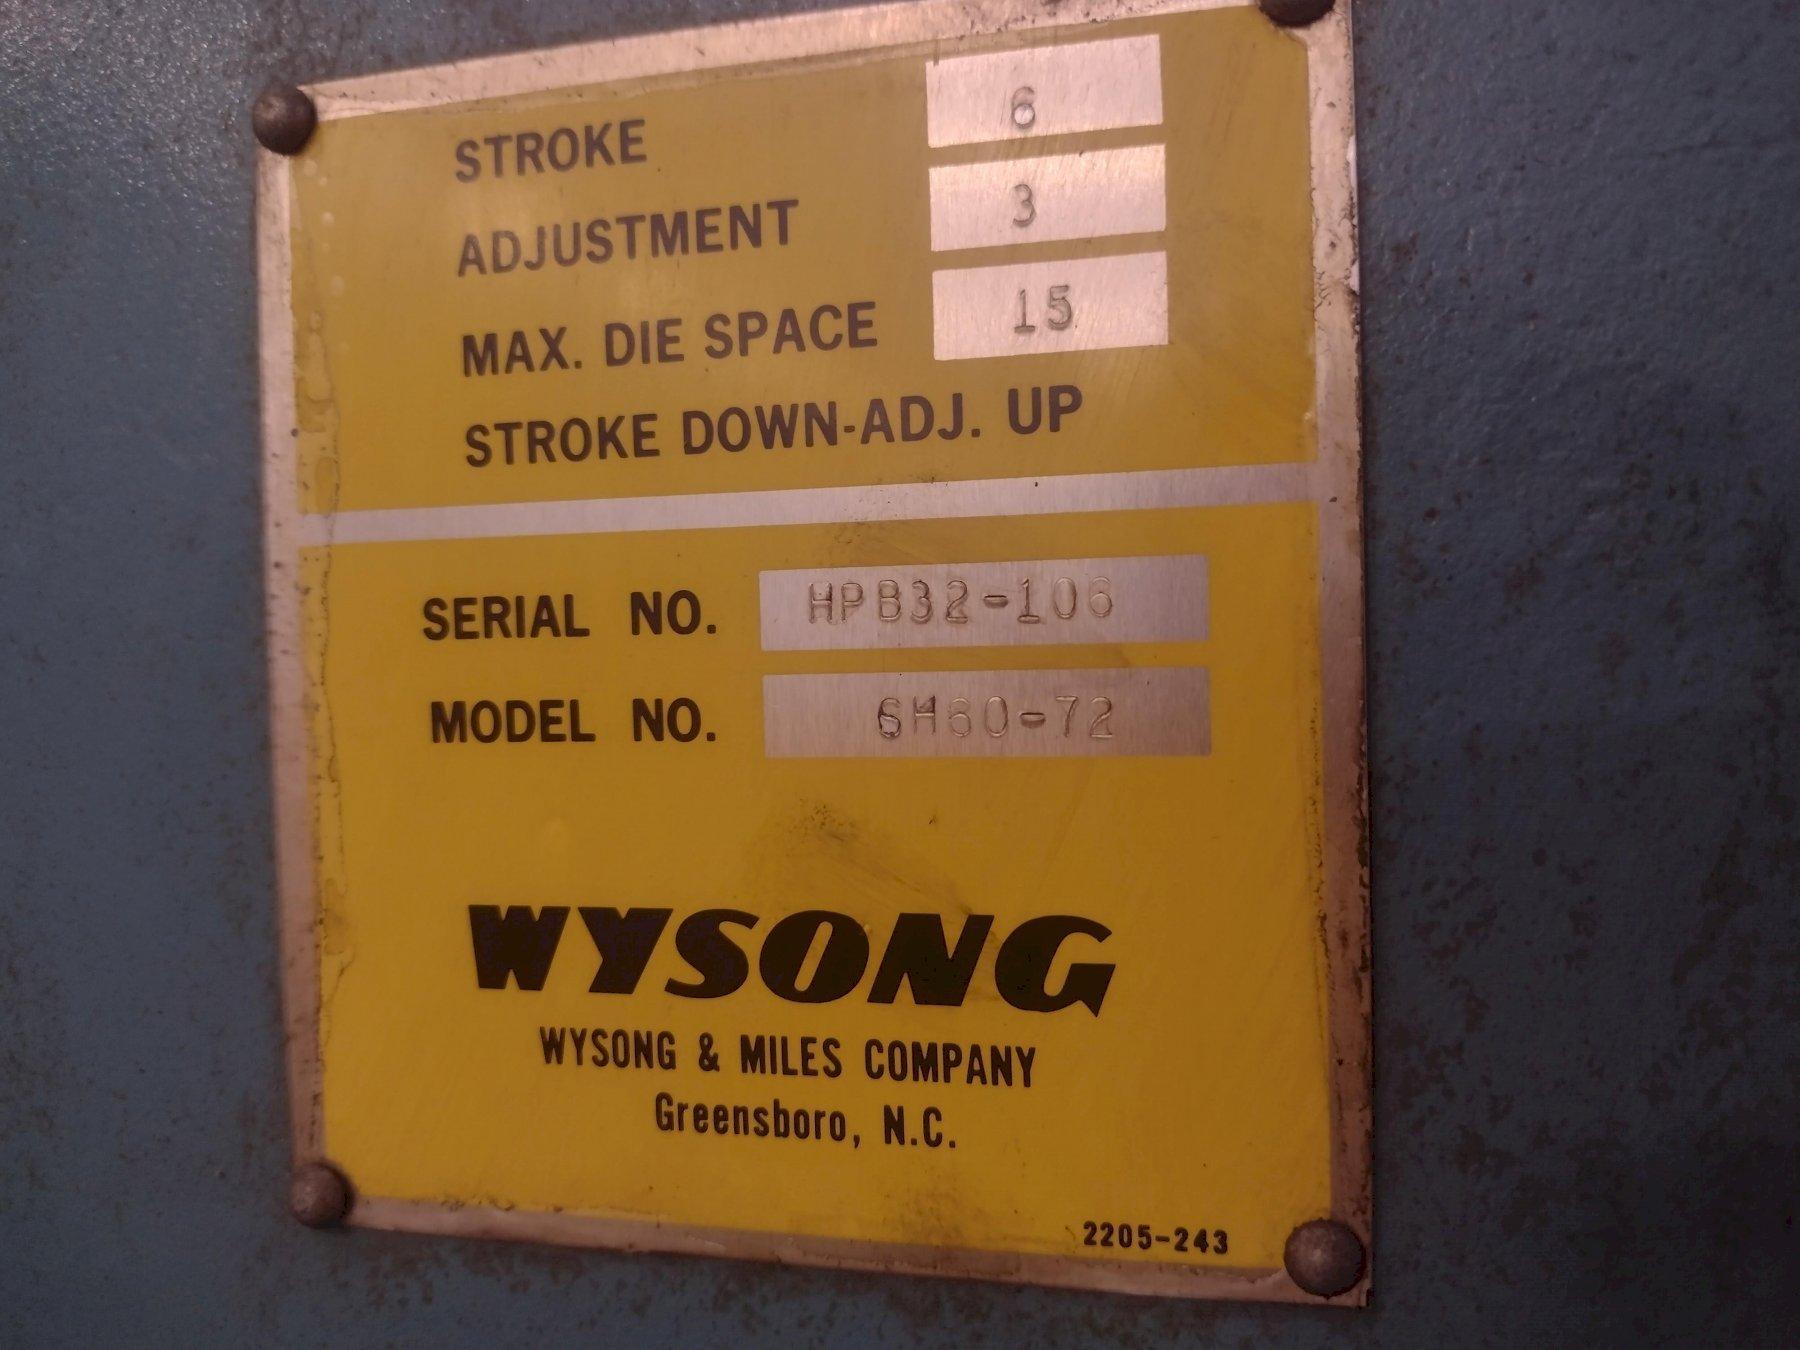 STROKE 6
ADJUSTMENT 3
MAX. DIE SPACE 15
STROKE DOWN-ADJ. UP
SERIAL NO. HPB32-106
MODEL NO. 6H60-72
WYSONG
WYSONG & MILES COMPANY
Greensboro, N.C.
2205-243